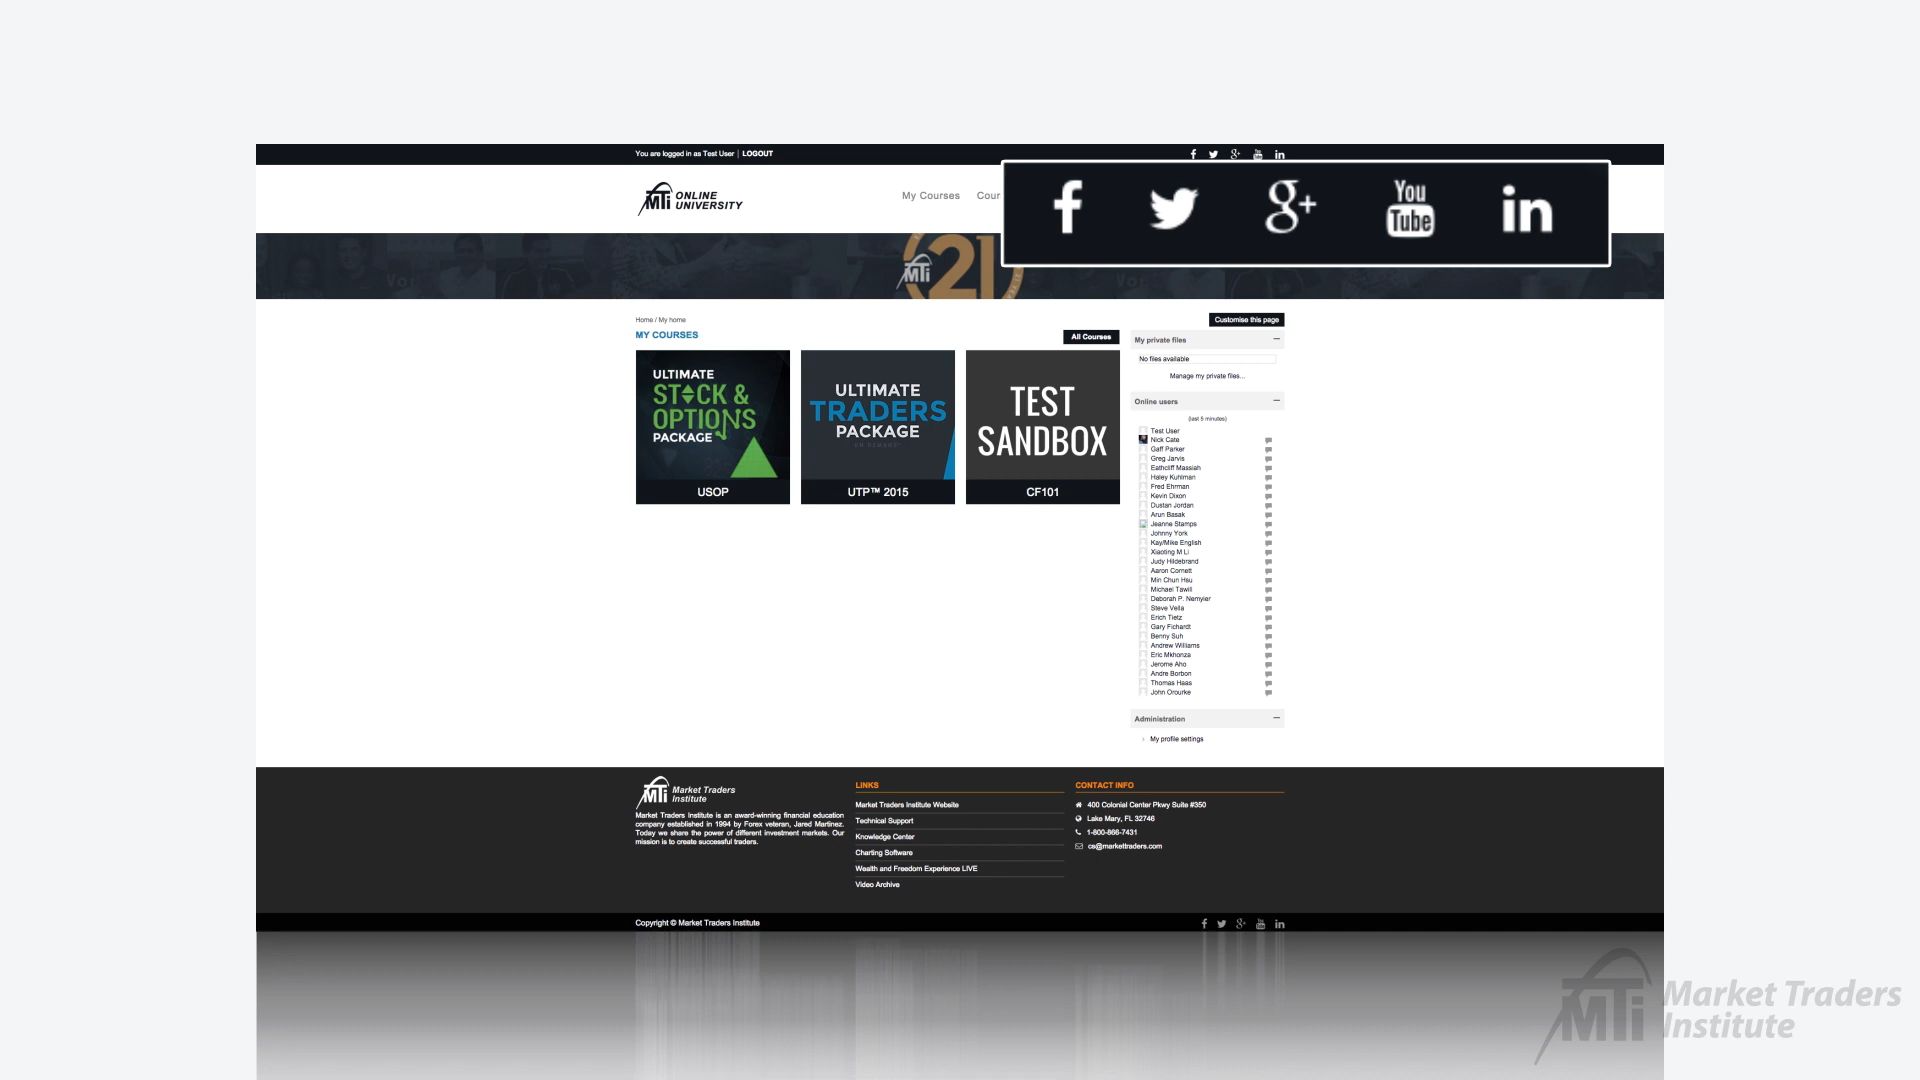 You are logged in as Test User | LOGOUT
MTI ONLINE
UNIVERSITY
My Courses Cour
f g+ You Tube in
MTI 21
Home / My home
Customise this page
MY COURSES
All Courses
ULTIMATE
STOCK &
OPTIONS
PACKAGE
USOP
ULTIMATE
TRADERS
PACKAGE
ON DEMAND
UTP™ 2015
TEST
SANDBOX
CF101
My private files
No files available
Manage my private files...
Online users
(last 5 minutes)
Test User
Nick Cate
Gaff Parker
Greg Jarvis
Eathcliff Massiah
Haley Kuhlman
Fred Ehrman
Kevin Dixon
Dustan Jordan
Arun Basak
Jeanne Stamps
Johnny York
Kay/Mike English
Xiaoting M Li
Judy Hildebrand
Aaron Cornett
Min Chun Hsu
Michael Tawill
Deborah P. Nemyier
Steve Vella
Erich Tietz
Gary Fichardt
Benny Suh
Andrew Williams
Eric Mkhonza
Jerome Aho
Andre Borbon
Thomas Haas
John Orourke
Administration
My profile settings
MTI Market Traders
Institute
Market Traders Institute is an award-winning financial education
company established in 1994 by Forex veteran, Jared Martinez.
Today we share the power of different investment markets. Our
mission is to create successful traders.
LINKS
Market Traders Institute Website
Technical Support
Knowledge Center
Charting Software
Wealth and Freedom Experience LIVE
Video Archive
CONTACT INFO
400 Colonial Center Pkwy Suite #350
Lake Mary, FL 32746
1-800-866-7431
cs@markettraders.com
Copyright © Market Traders Institute
MTI Market Traders
Institute